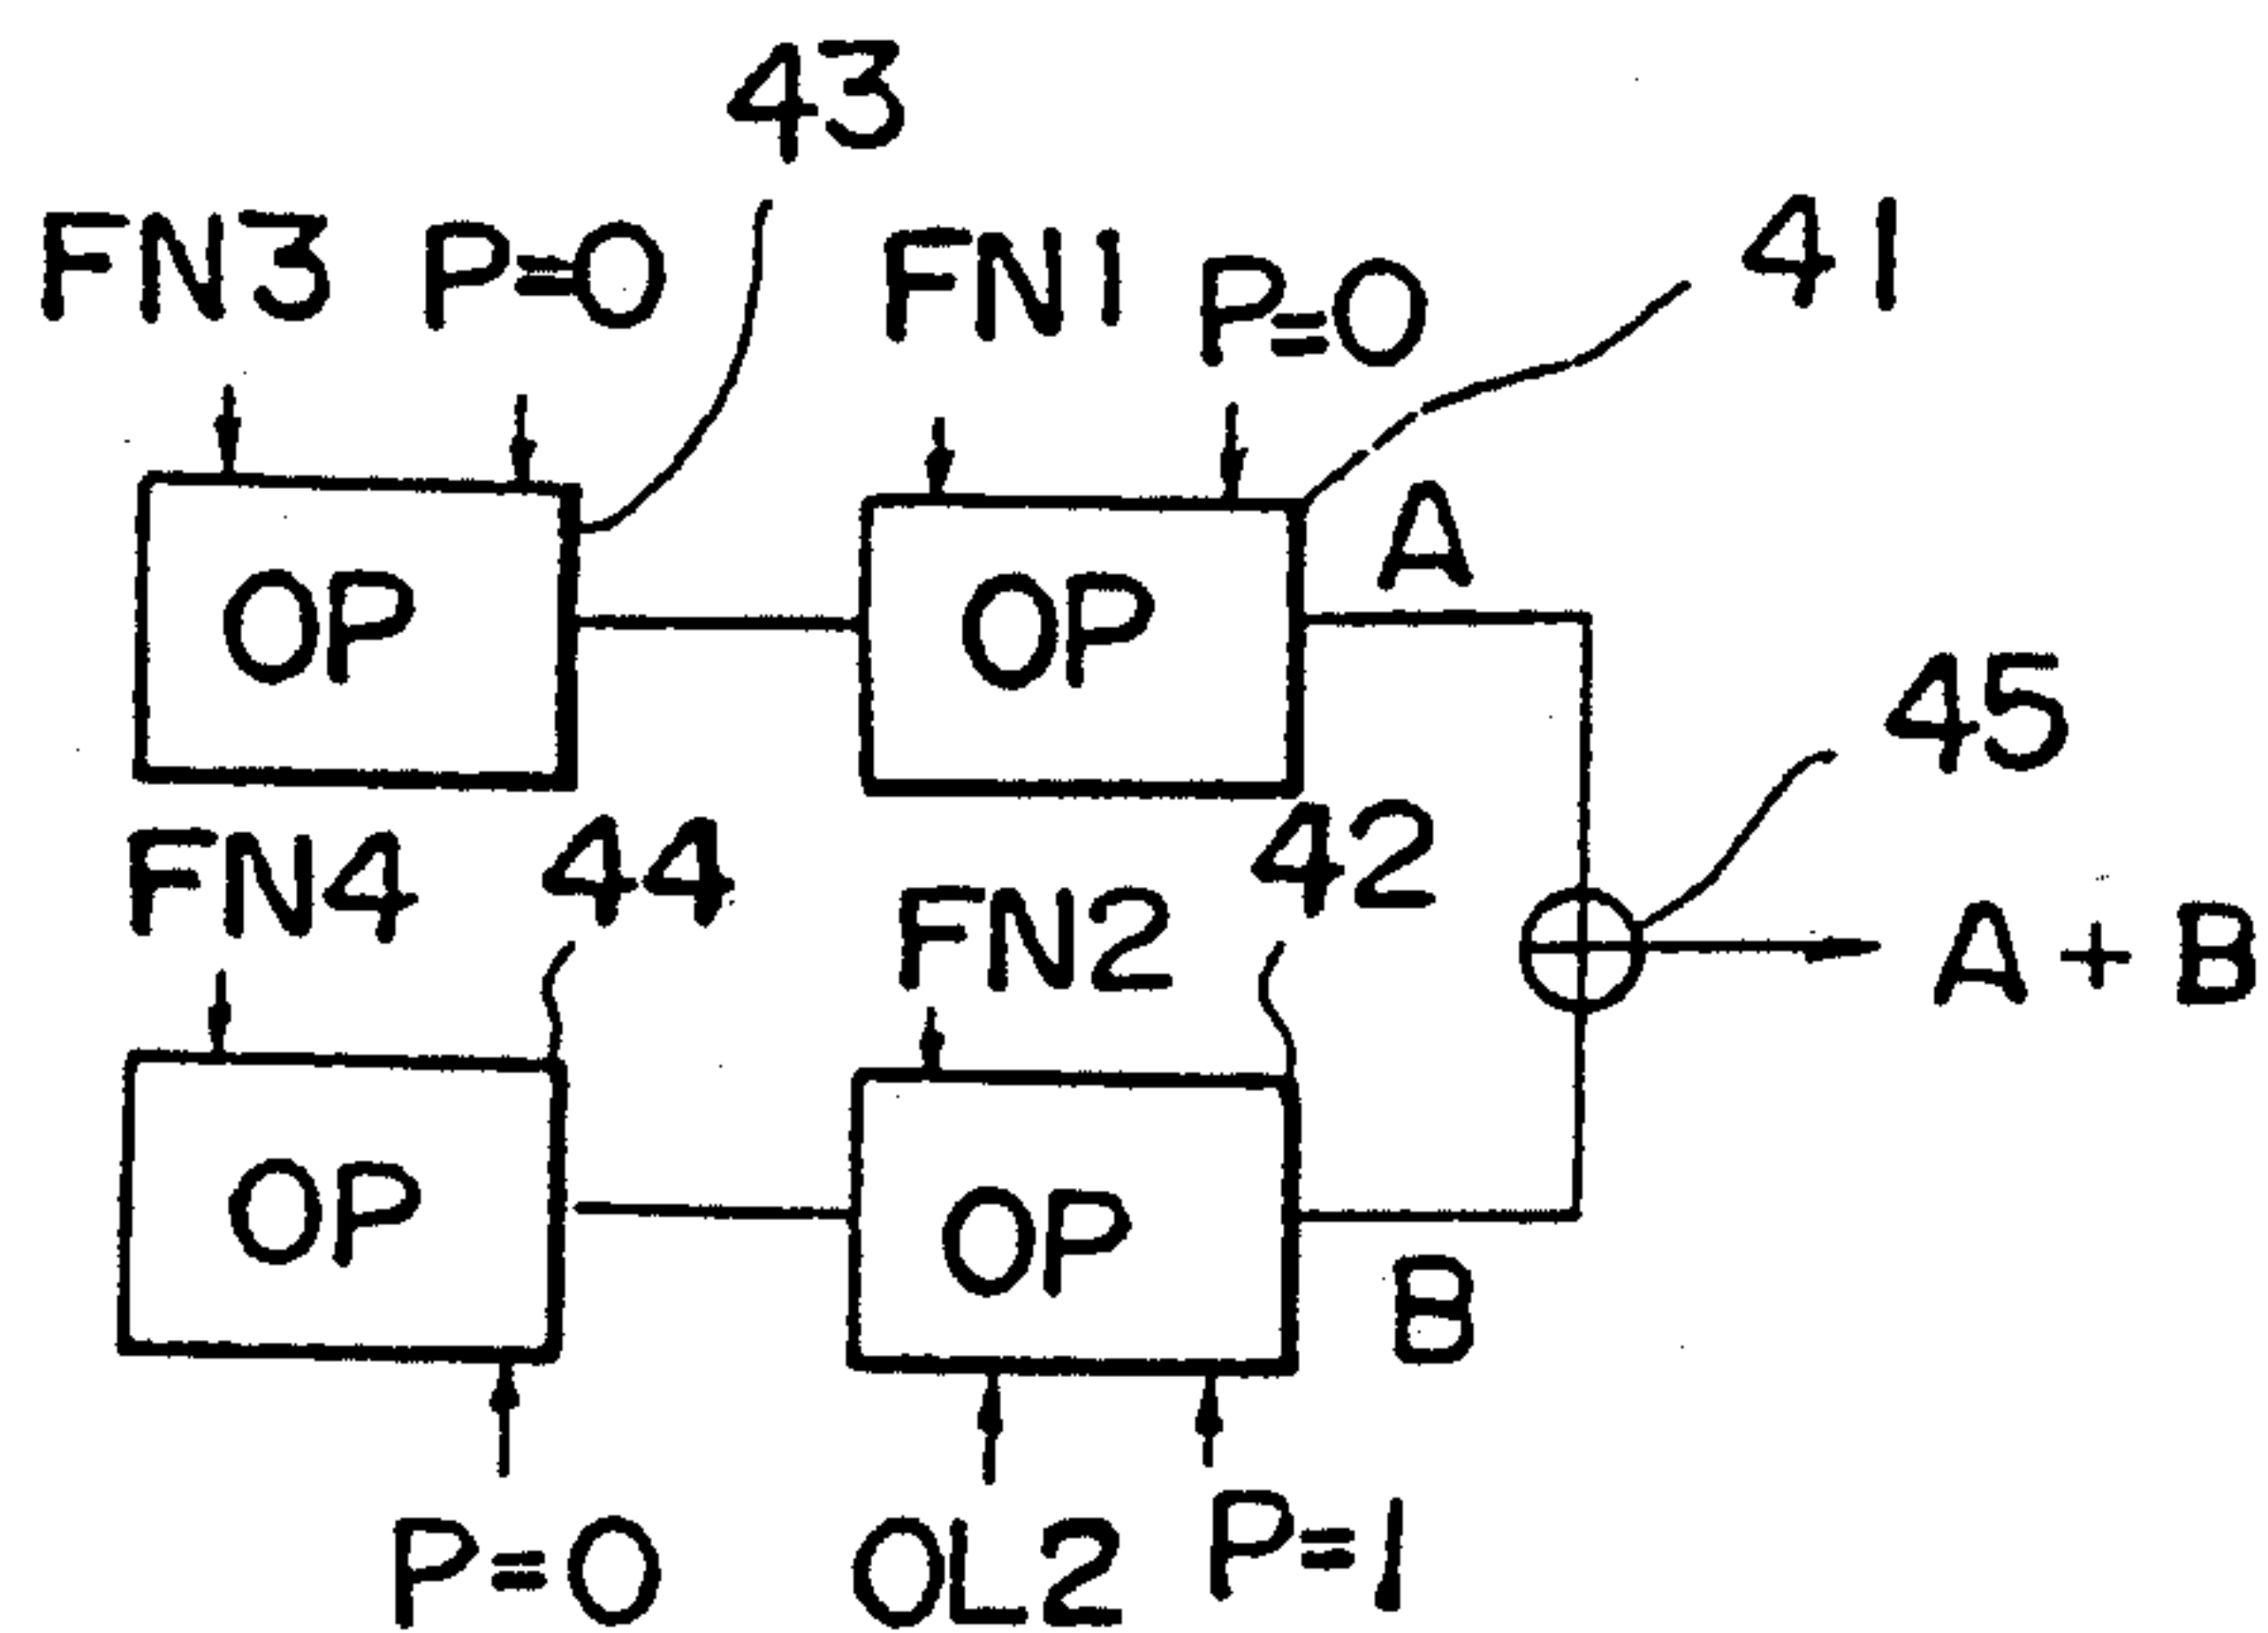 43
FN3 P=0 FN1 P=0 41
A
OP OP
45
FN4 44 FN2 42
A + B
OP OP
B
P=0 OL2 P=1